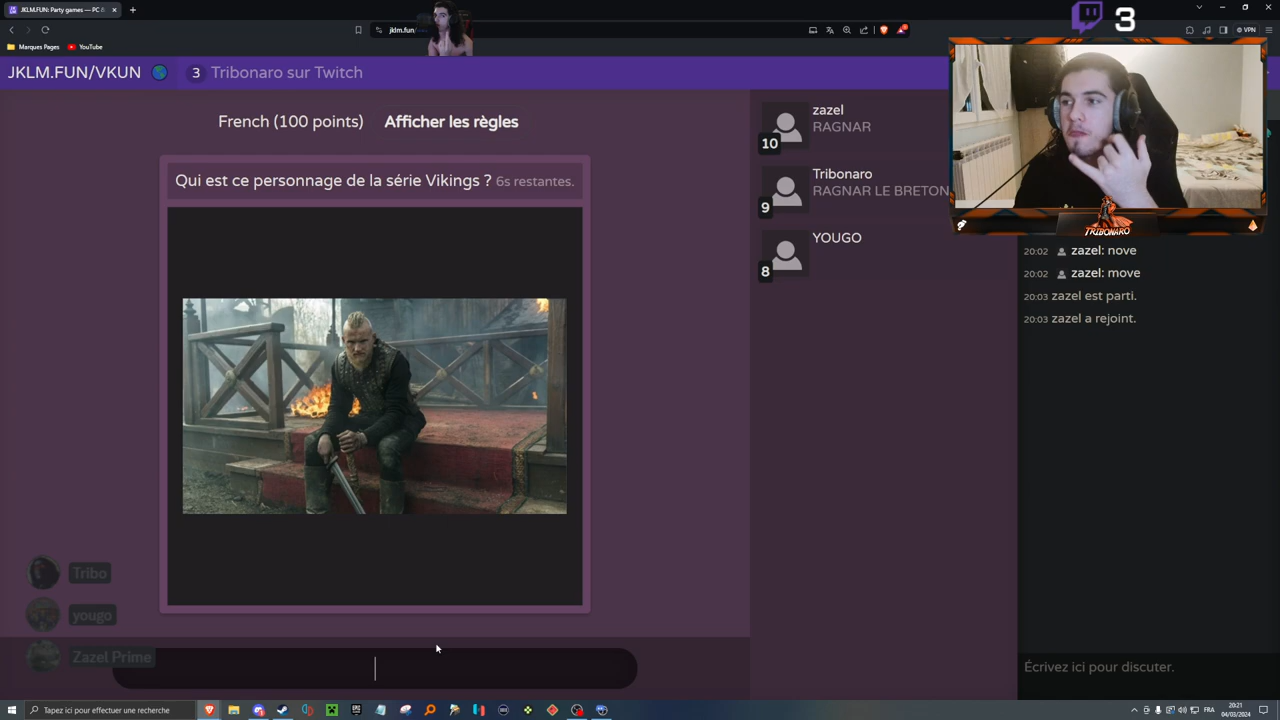 JKLM.FUN: Party games — PC &
jklm.fun/
VPN
Marques Pages
YouTube
3
JKLM.FUN/VKUN
3
Tribonaro sur Twitch
French (100 points)
Afficher les règles
Qui est ce personnage de la série Vikings ? 6s restantes.
zazel
RAGNAR
10
Tribonaro
RAGNAR LE BRETON
9
YOUGO
8
TRIBONARO
20:02 zazel: nove
20:02 zazel: move
20:03 zazel est parti.
20:03 zazel a rejoint.
Tribo
yougo
Zazel Prime
Écrivez ici pour discuter.
Tapez ici pour effectuer une recherche
FRA
20:21
04/03/2024